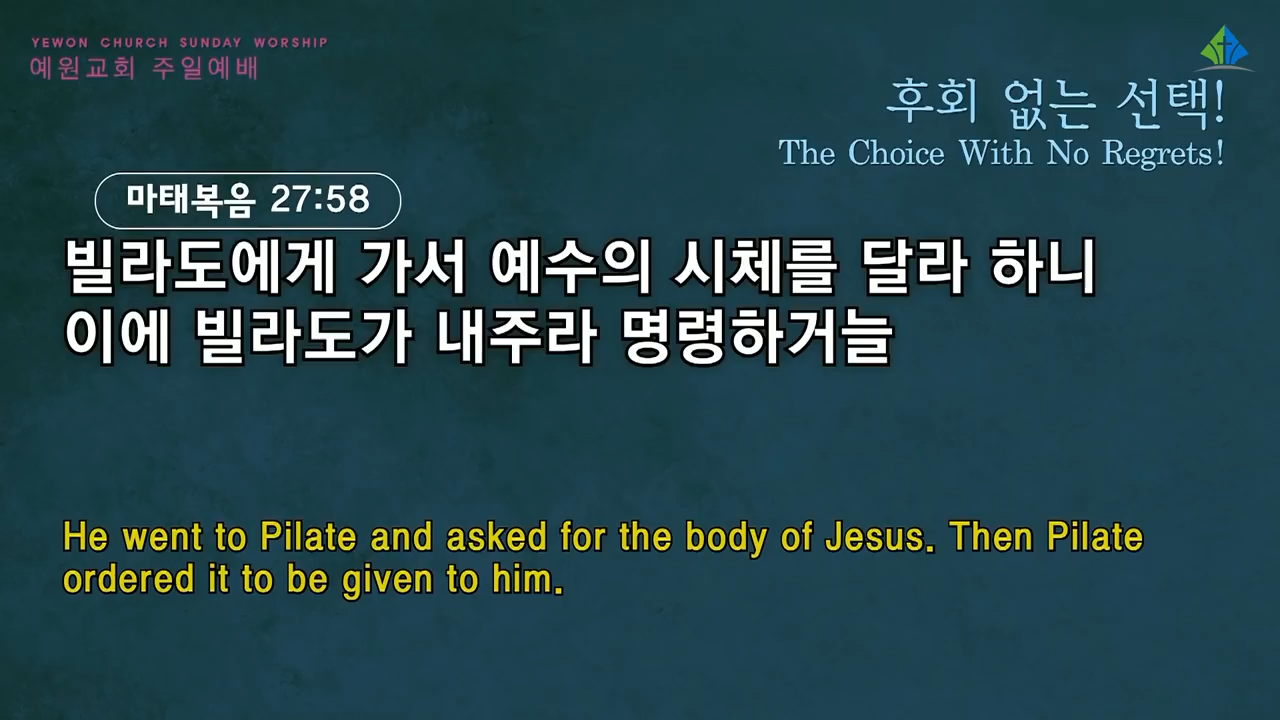 YEWON CHURCH SUNDAY WORSHIP
예원교회 주일예배
후회 없는 선택!
The Choice With No Regrets!
마태복음 27:58
빌라도에게 가서 예수의 시체를 달라 하니
이에 빌라도가 내주라 명령하거늘
He went to Pilate and asked for the body of Jesus. Then Pilate
ordered it to be given to him.